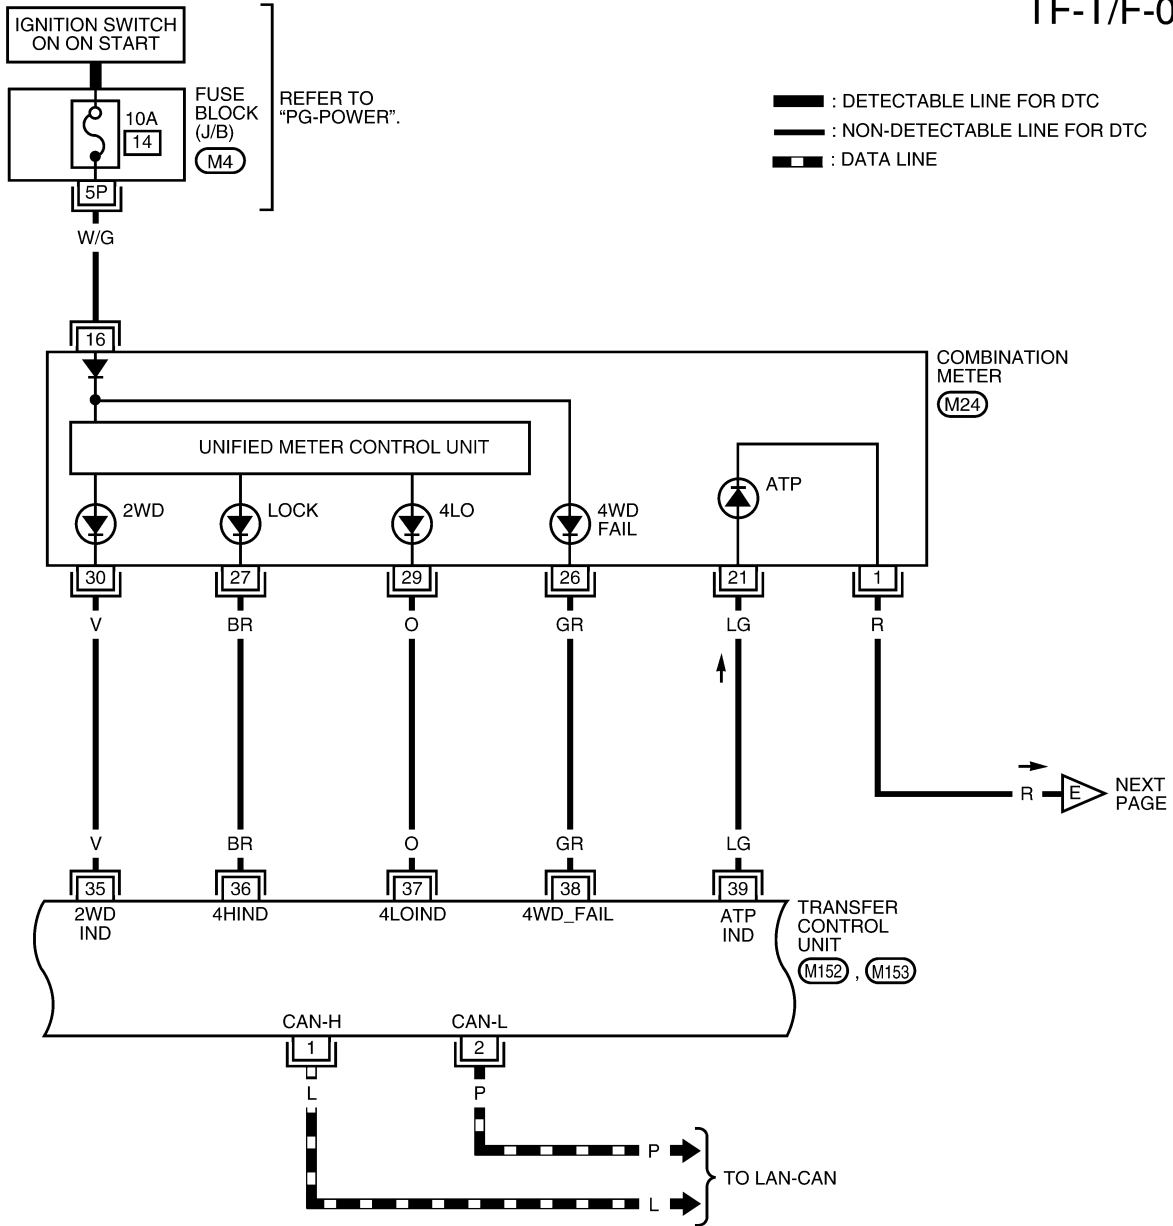 TF-T/F-0
IGNITION SWITCH
ON OR START
FUSE
BLOCK
(J/B)
M4
10A
14
5P
REFER TO
“PG-POWER”.
: DETECTABLE LINE FOR DTC
: NON-DETECTABLE LINE FOR DTC
: DATA LINE
W/G
16
COMBINATION
METER
M24
UNIFIED METER CONTROL UNIT
2WD
LOCK
4LO
4WD
FAIL
ATP
30
27
29
26
21
1
V
BR
O
GR
LG
R
R
E
NEXT
PAGE
V
BR
O
GR
LG
35
36
37
38
39
2WD
IND
4HIND
4LOIND
4WD_FAIL
ATP
IND
TRANSFER
CONTROL
UNIT
M152 , M153
CAN-H
CAN-L
1
2
L
P
P
L
TO LAN-CAN